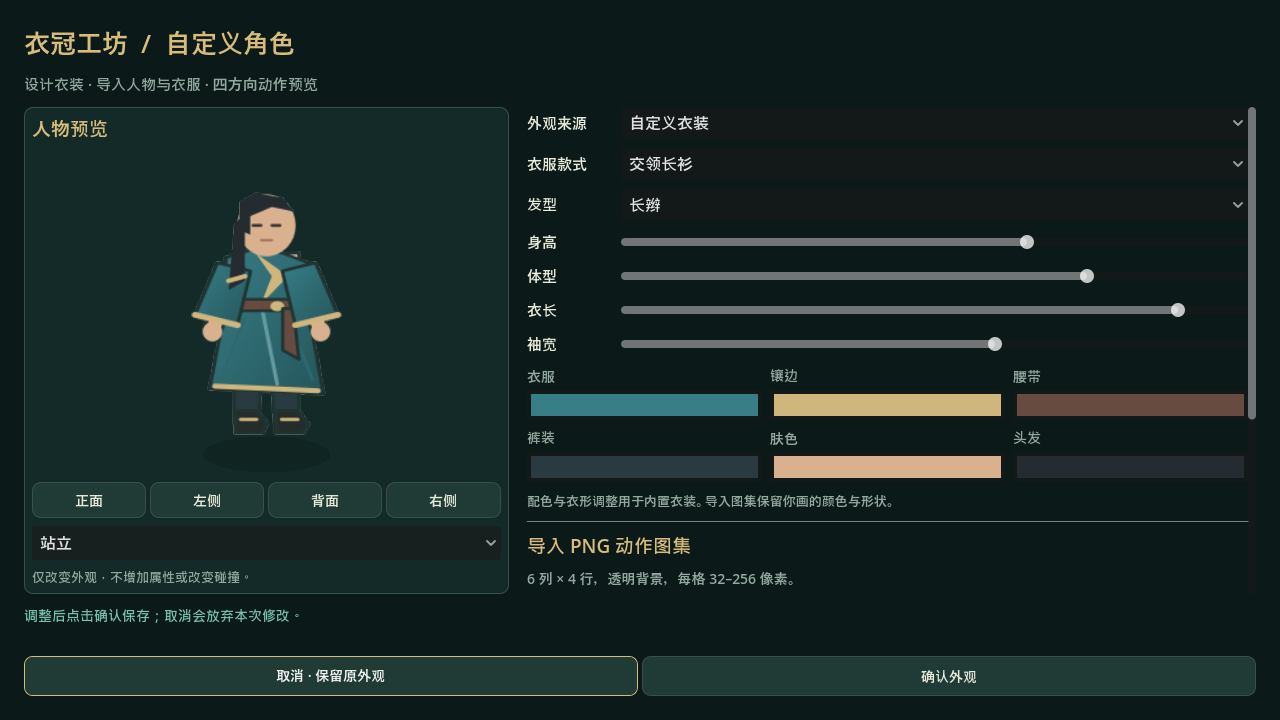 衣冠工坊 / 自定义角色
设计衣装 · 导入人物与衣服 · 四方向动作预览
人物预览
正面
左侧
背面
右侧
站立
仅改变外观 · 不增加属性或改变碰撞。
外观来源
自定义衣装
衣服款式
交领长衫
发型
长辫
身高
体型
衣长
袖宽
衣服
镶边
腰带
裤装
肤色
头发
配色与衣形调整用于内置衣装。导入图集保留你画的颜色与形状。
导入 PNG 动作图集
6 列 × 4 行，透明背景，每格 32–256 像素。
调整后点击确认保存；取消会放弃本次修改。
取消 · 保留原外观
确认外观